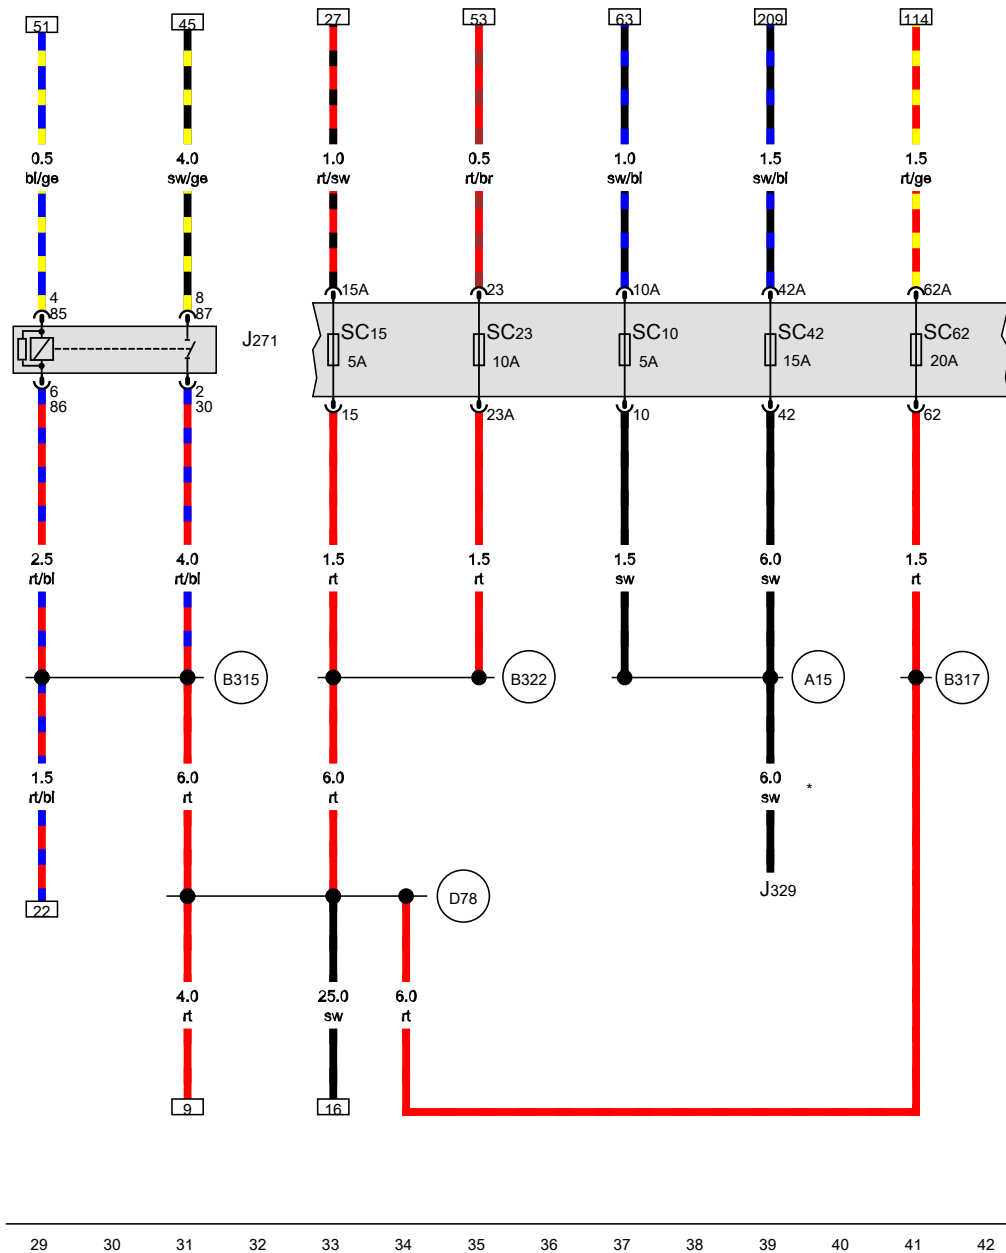 51 45 27 53 63 209 114
0.5 4.0 1.0 0.5 1.0 1.5 1.5
bl/ge sw/ge rt/sw rt/br sw/bl sw/bl rt/ge
15A 23 10A 42A 62A
4 8
85 87
J271 SC15 SC23 SC10 SC42 SC62
5A 10A 5A 15A 20A
6 2
86 30 15 23A 10 42 62
2.5 4.0 1.5 1.5 1.5 6.0 1.5
rt/bl rt/bl rt rt sw sw rt
B315 B322 A15 B317
1.5 6.0 6.0 6.0
rt/bl rt rt sw *
J329
22 D78
4.0 25.0 6.0
rt sw rt
9 16
29 30 31 32 33 34 35 36 37 38 39 40 41 42